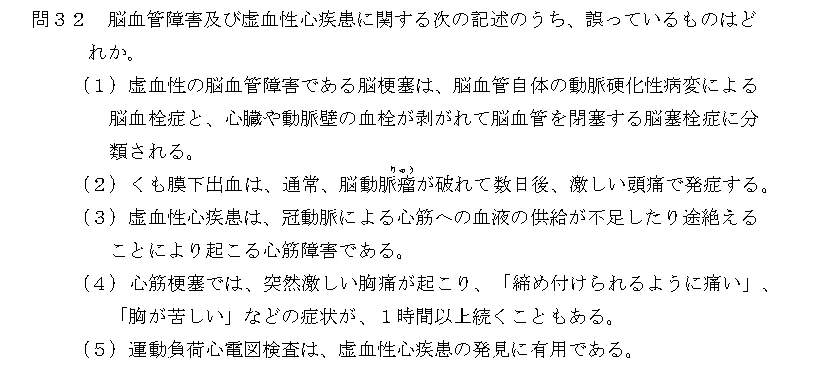 問３２　脳血管障害及び虚血性心疾患に関する次の記述のうち、誤っているものはど
れか。
（１）虚血性の脳血管障害である脳梗塞は、脳血管自体の動脈硬化性病変による
脳血栓症と、心臓や動脈壁の血栓が剥がれて脳血管を閉塞する脳塞栓症に分
類される。
りゅう
（２）くも膜下出血は、通常、脳動脈瘤が破れて数日後、激しい頭痛で発症する。
（３）虚血性心疾患は、冠動脈による心筋への血液の供給が不足したり途絶える
ことにより起こる心筋障害である。
（４）心筋梗塞では、突然激しい胸痛が起こり、「締め付けられるように痛い」、
「胸が苦しい」などの症状が、１時間以上続くこともある。
（５）運動負荷心電図検査は、虚血性心疾患の発見に有用である。